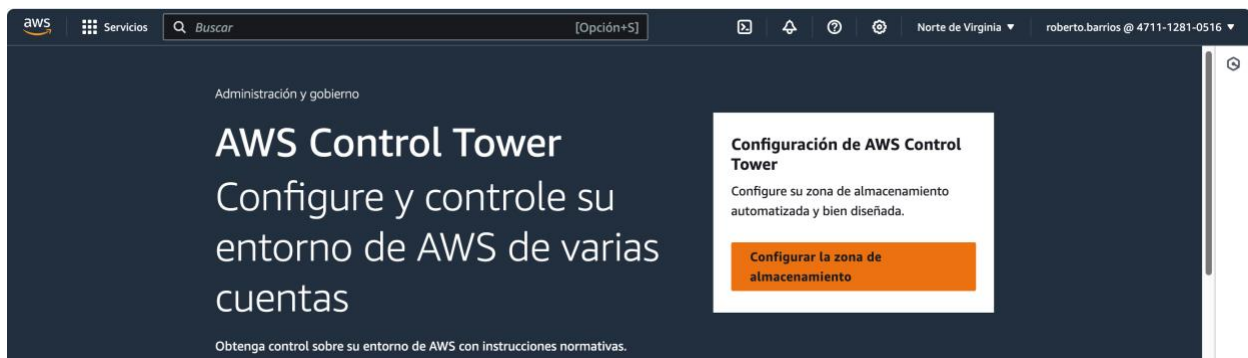 aws
Servicios
Buscar
[Opción+S]
Norte de Virginia ▼
roberto.barrios @ 4711-1281-0516 ▼
Administración y gobierno
AWS Control Tower
Configure y controle su
entorno de AWS de varias
cuentas
Obtenga control sobre su entorno de AWS con instrucciones normativas.
Configuración de AWS Control
Tower
Configure su zona de almacenamiento
automatizada y bien diseñada.
Configurar la zona de
almacenamiento